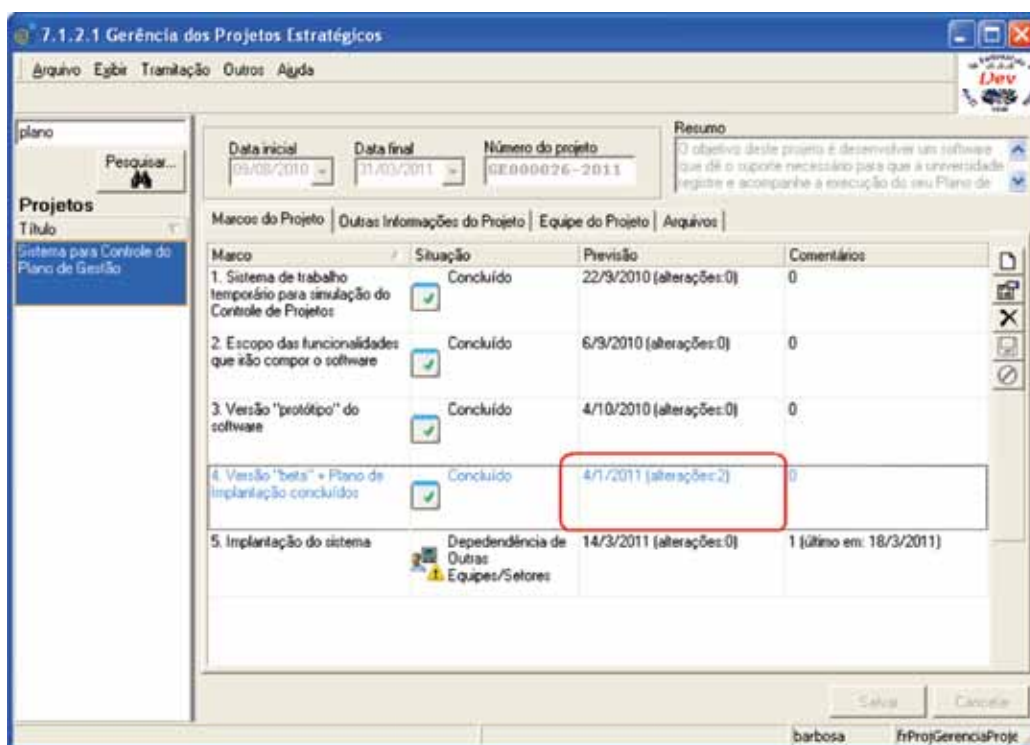 7.1.2.1 Gerência dos Projetos Estratégicos
Arquivo Exibir Tramitação Outros Ajuda
Dev
plano
Pesquisar...
Projetos
Título
Sistema para Controle do
Plano de Gestão
Data inicial
09/08/2010
Data final
31/03/2011
Número do projeto
GE000026-2011
Resumo
O objetivo deste projeto é desenvolver um software
que dê o suporte necessário para que a universidade
registre e acompanhe a execução do seu Plano de
Marcos do Projeto Outras Informações do Projeto Equipe do Projeto Arquivos
Marco Situação Previsão Comentários
1. Sistema de trabalho Concluído 22/9/2010 (alterações:0) 0
temporário para simulação do
Controle de Projetos
2. Escopo das funcionalidades Concluído 6/9/2010 (alterações:0) 0
que irão compor o software
3. Versão "protótipo" do Concluído 4/10/2010 (alterações:0) 0
software
4. Versão "beta" + Plano de Concluído 4/1/2011 (alterações:2) 0
Implantação concluídos
5. Implantação do sistema Depedendência de 14/3/2011 (alterações:0) 1 (último em: 18/3/2011)
Outras
Equipes/Setores
Salvar Cancelar
barbosa frProjGerenciaProje